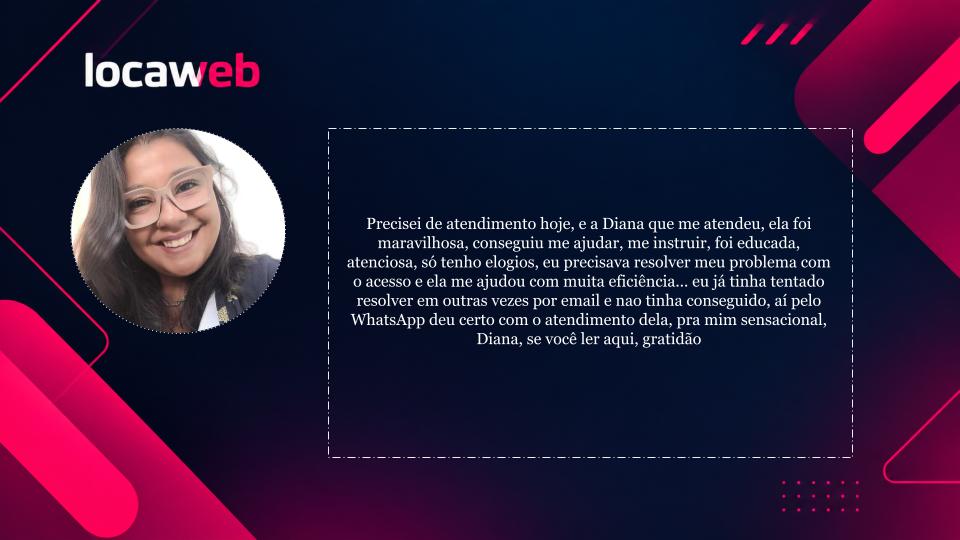 locaweb
Precisei de atendimento hoje, e a Diana que me atendeu, ela foi
maravilhosa, conseguiu me ajudar, me instruir, foi educada,
atenciosa, só tenho elogios, eu precisava resolver meu problema com
o acesso e ela me ajudou com muita eficiência... eu já tinha tentado
resolver em outras vezes por email e nao tinha conseguido, aí pelo
WhatsApp deu certo com o atendimento dela, pra mim sensacional,
Diana, se você ler aqui, gratidão